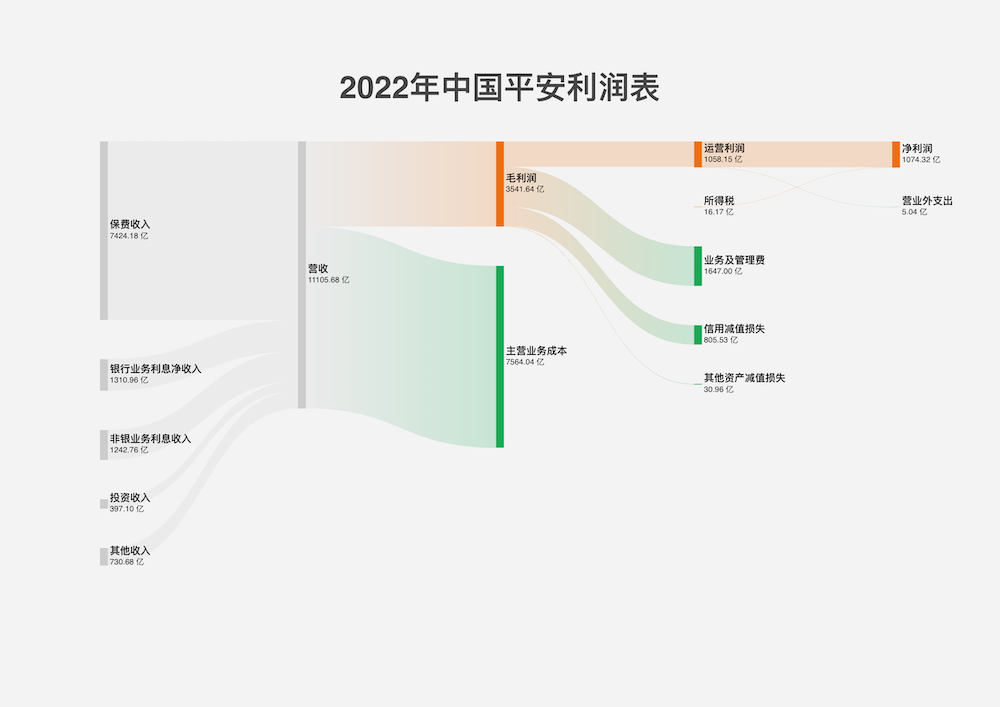 2022年中国平安利润表
保费收入
7424.18 亿
银行业务利息净收入
1310.96 亿
非银业务利息收入
1242.76 亿
投资收入
397.10 亿
其他收入
730.68 亿
营收
11105.68 亿
毛利润
3541.64 亿
主营业务成本
7564.04 亿
运营利润
1058.15 亿
所得税
16.17 亿
业务及管理费
1647.00 亿
信用减值损失
805.53 亿
其他资产减值损失
30.96 亿
净利润
1074.32 亿
营业外支出
5.04 亿